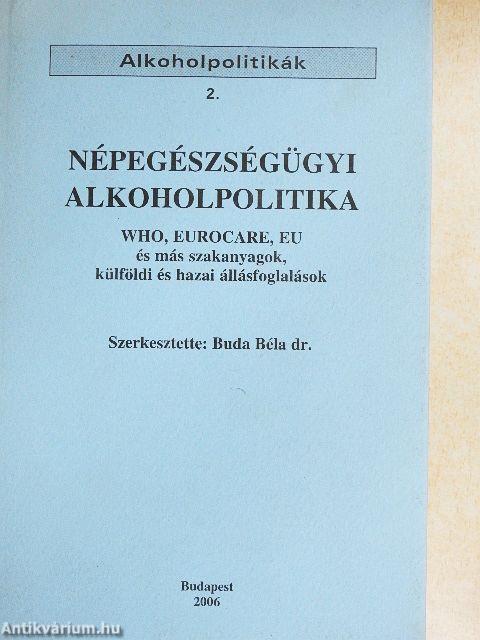 Alkoholpolitikák
2.
NÉPEGÉSZSÉGÜGYI
ALKOHOLPOLITIKA
WHO, EUROCARE, EU
és más szakanyagok,
külföldi és hazai állásfoglalások
Szerkesztette: Buda Béla dr.
Budapest
2006
Antikvárium.hu